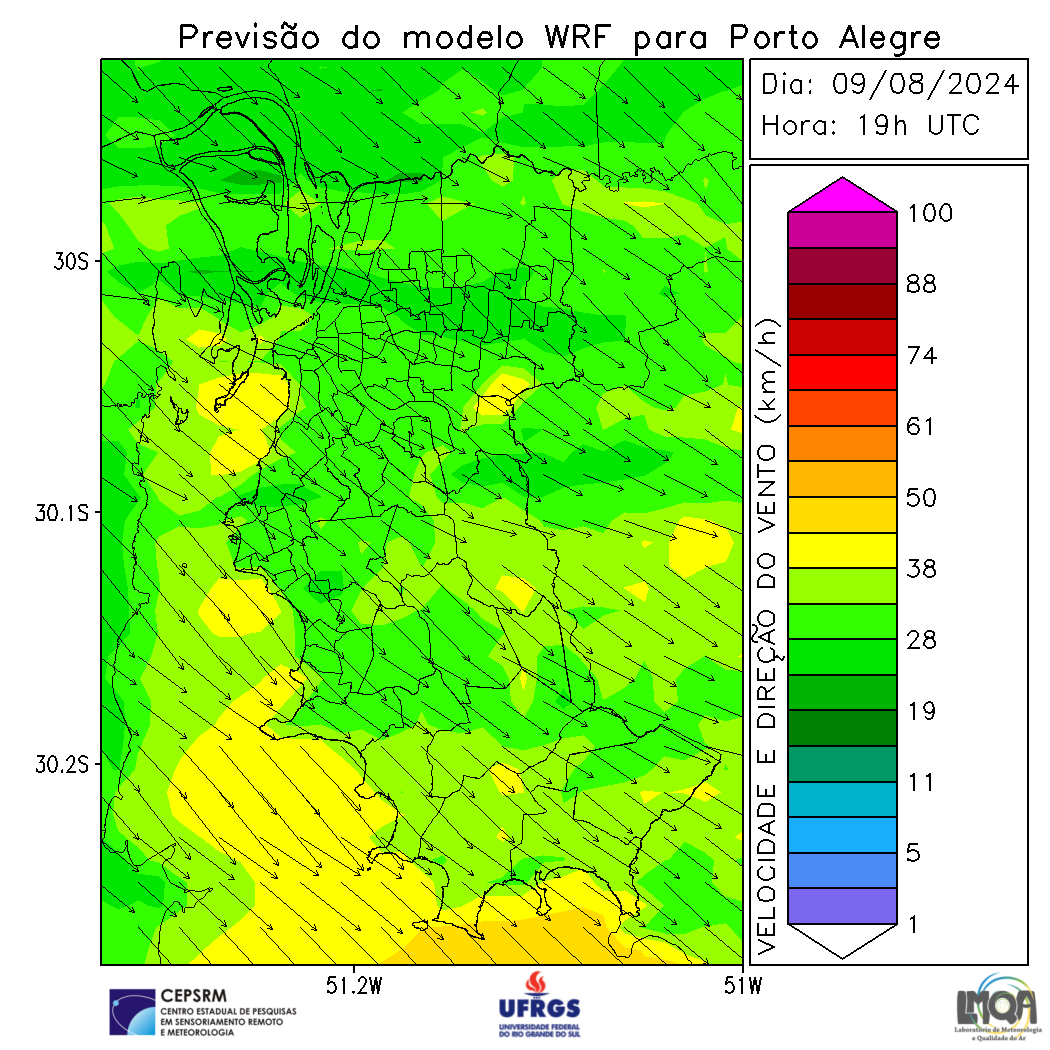 Previsão do modelo WRF para Porto Alegre
Dia: 09/08/2024
Hora: 19h UTC
30S
30.1S
30.2S
51.2W
51W
VELOCIDADE E DIREÇÃO DO VENTO (km/h)
100
88
74
61
50
38
28
19
11
5
1
CEPSRM
CENTRO ESTADUAL DE PESQUISAS
EM SENSORIAMENTO REMOTO
E METEOROLOGIA
UFRGS
UNIVERSIDADE FEDERAL
DO RIO GRANDE DO SUL
LMQA
Laboratório de Meteorologia
e Qualidade do Ar